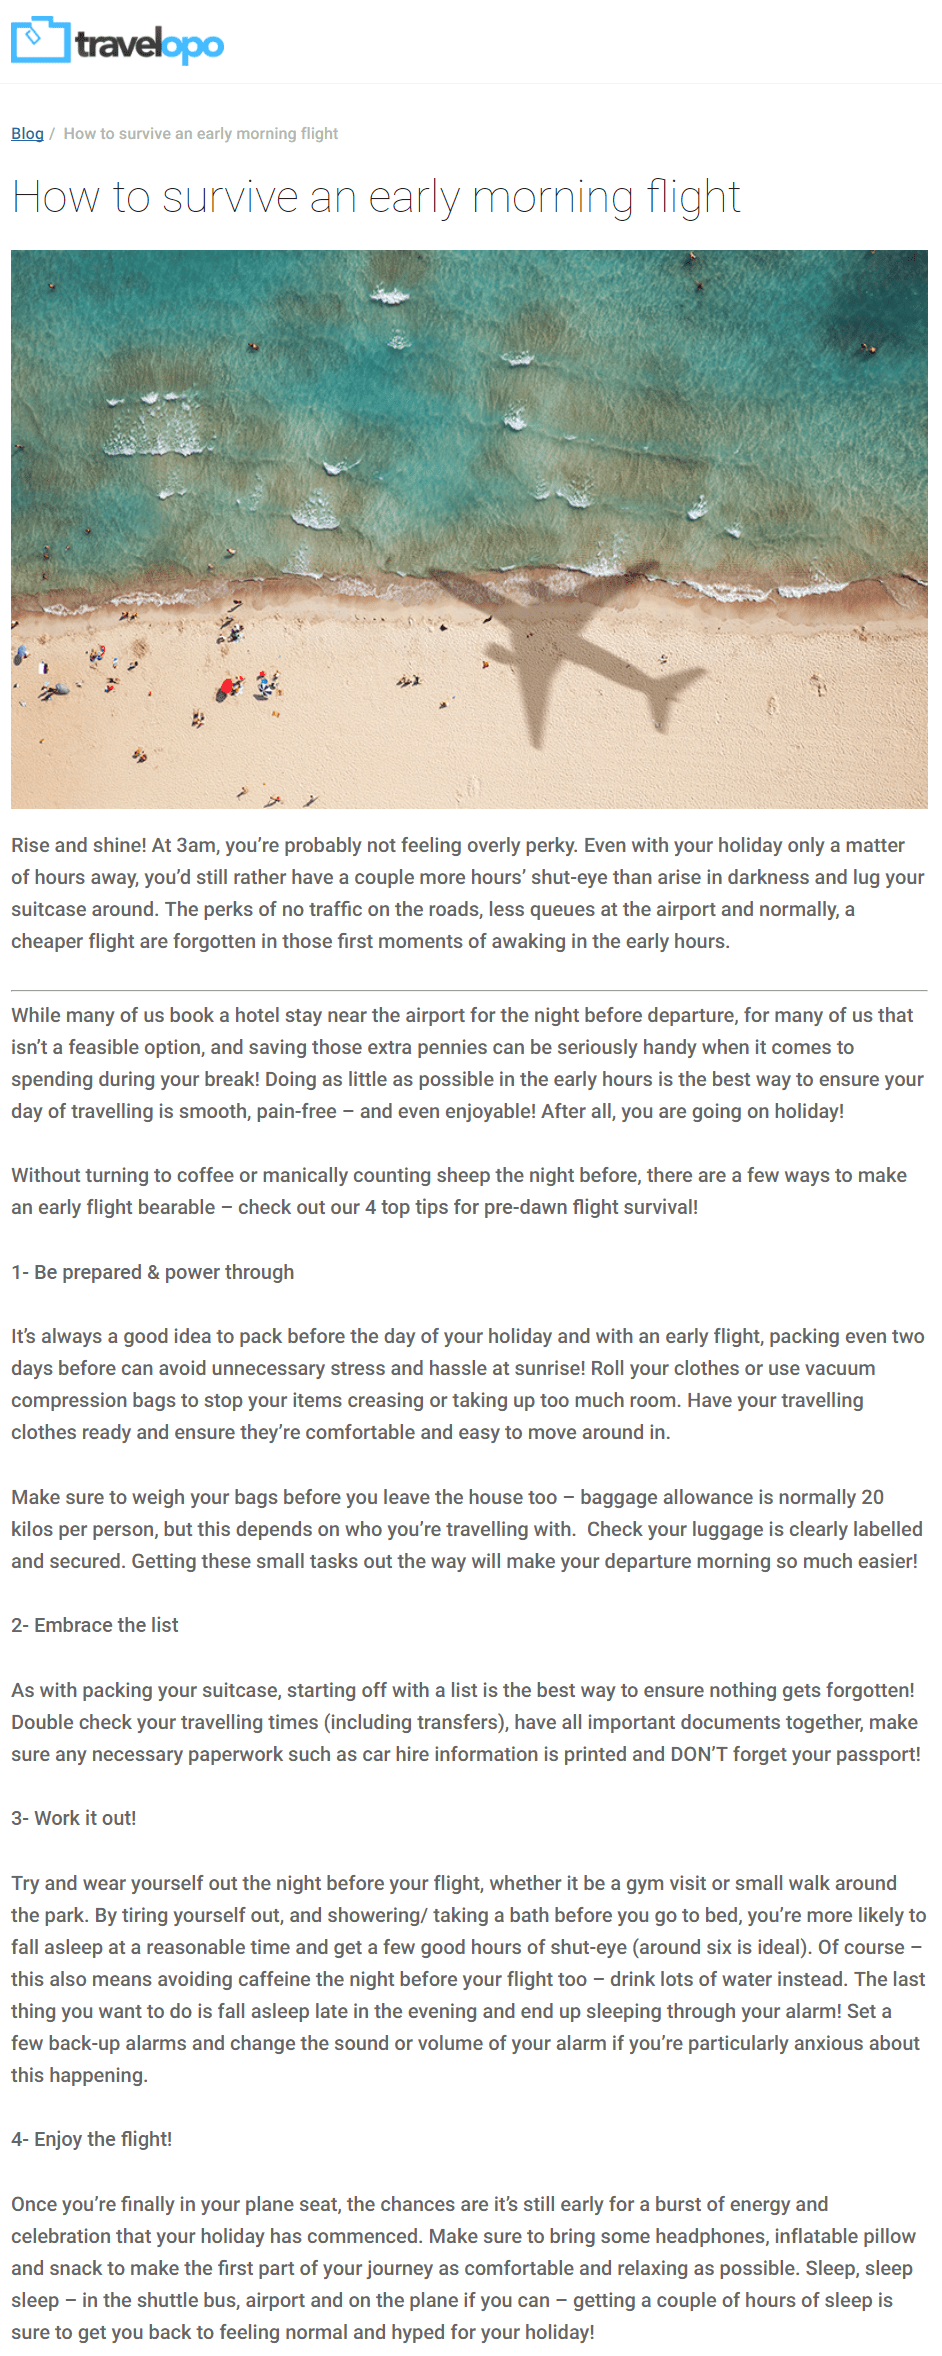 travelopo
Blog / How to survive an early morning flight
How to survive an early morning flight
Rise and shine! At 3am, you’re probably not feeling overly perky. Even with your holiday only a matter
of hours away, you’d still rather have a couple more hours’ shut-eye than arise in darkness and lug your
suitcase around. The perks of no traffic on the roads, less queues at the airport and normally, a
cheaper flight are forgotten in those first moments of awaking in the early hours.
While many of us book a hotel stay near the airport for the night before departure, for many of us that
isn’t a feasible option, and saving those extra pennies can be seriously handy when it comes to
spending during your break! Doing as little as possible in the early hours is the best way to ensure your
day of travelling is smooth, pain-free – and even enjoyable! After all, you are going on holiday!
Without turning to coffee or manically counting sheep the night before, there are a few ways to make
an early flight bearable – check out our 4 top tips for pre-dawn flight survival!
1- Be prepared & power through
It’s always a good idea to pack before the day of your holiday and with an early flight, packing even two
days before can avoid unnecessary stress and hassle at sunrise! Roll your clothes or use vacuum
compression bags to stop your items creasing or taking up too much room. Have your travelling
clothes ready and ensure they’re comfortable and easy to move around in.
Make sure to weigh your bags before you leave the house too – baggage allowance is normally 20
kilos per person, but this depends on who you’re travelling with.  Check your luggage is clearly labelled
and secured. Getting these small tasks out the way will make your departure morning so much easier!
2- Embrace the list
As with packing your suitcase, starting off with a list is the best way to ensure nothing gets forgotten!
Double check your travelling times (including transfers), have all important documents together, make
sure any necessary paperwork such as car hire information is printed and DON’T forget your passport!
3- Work it out!
Try and wear yourself out the night before your flight, whether it be a gym visit or small walk around
the park. By tiring yourself out, and showering/ taking a bath before you go to bed, you’re more likely to
fall asleep at a reasonable time and get a few good hours of shut-eye (around six is ideal). Of course –
this also means avoiding caffeine the night before your flight too – drink lots of water instead. The last
thing you want to do is fall asleep late in the evening and end up sleeping through your alarm! Set a
few back-up alarms and change the sound or volume of your alarm if you’re particularly anxious about
this happening.
4- Enjoy the flight!
Once you’re finally in your plane seat, the chances are it’s still early for a burst of energy and
celebration that your holiday has commenced. Make sure to bring some headphones, inflatable pillow
and snack to make the first part of your journey as comfortable and relaxing as possible. Sleep, sleep
sleep – in the shuttle bus, airport and on the plane if you can – getting a couple of hours of sleep is
sure to get you back to feeling normal and hyped for your holiday!